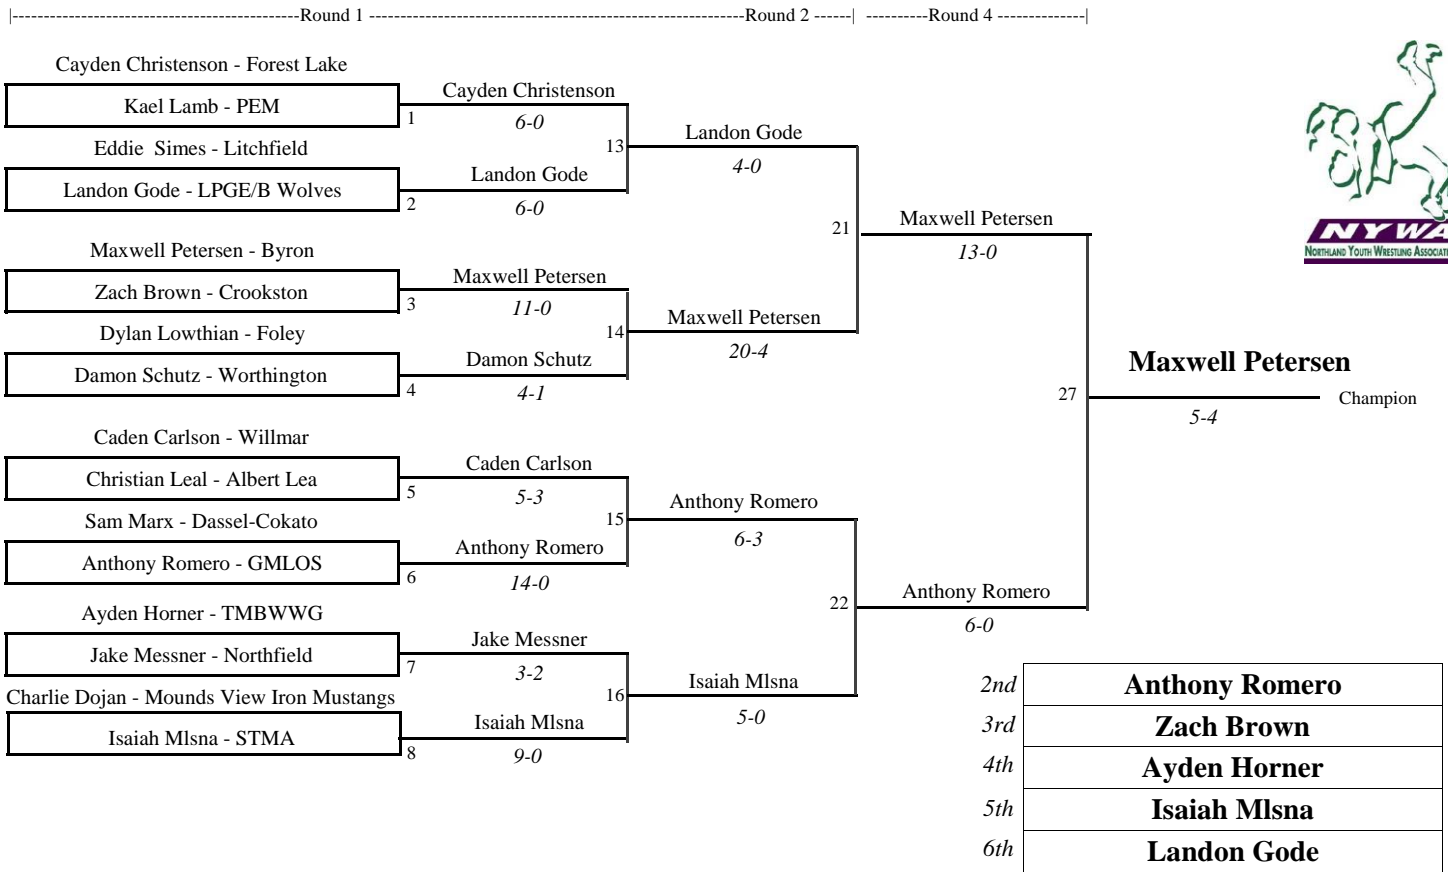 |----------------------------------------------Round 1 ------------------------------------------------------------Round 2 ------| ----------Round 4 --------------|
Cayden Christenson - Forest Lake
Kael Lamb - PEM
1
Cayden Christenson
6-0
Eddie  Simes - Litchfield
Landon Gode - LPGE/B Wolves
2
Landon Gode
6-0
13
Landon Gode
4-0
Maxwell Petersen - Byron
Zach Brown - Crookston
3
Maxwell Petersen
11-0
Dylan Lowthian - Foley
Damon Schutz - Worthington
4
Damon Schutz
4-1
14
Maxwell Petersen
20-4
21
Maxwell Petersen
13-0
Caden Carlson - Willmar
Christian Leal - Albert Lea
5
Caden Carlson
5-3
Sam Marx - Dassel-Cokato
Anthony Romero - GMLOS
6
Anthony Romero
14-0
15
Anthony Romero
6-3
Ayden Horner - TMBWWG
Jake Messner - Northfield
7
Jake Messner
3-2
Charlie Dojan - Mounds View Iron Mustangs
Isaiah Mlsna - STMA
8
Isaiah Mlsna
9-0
16
Isaiah Mlsna
5-0
22
Anthony Romero
6-0
27
Maxwell Petersen
Champion
5-4
NYWA
NORTHLAND YOUTH WRESTLING ASSOCIAT
2nd Anthony Romero
3rd Zach Brown
4th Ayden Horner
5th Isaiah Mlsna
6th Landon Gode